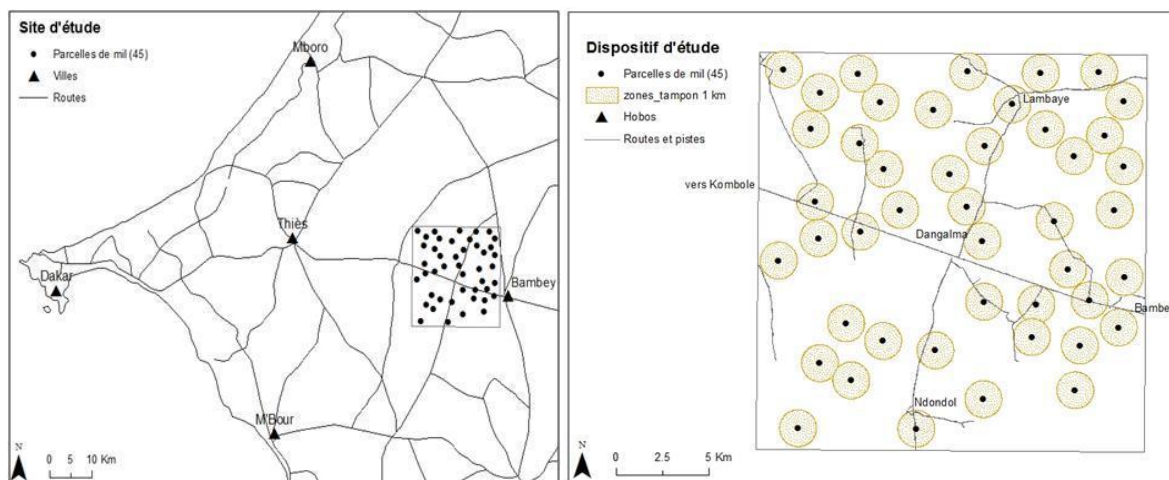 Site d'étude
Parcelles de mil (45)
Villes
Routes
Mboro
Thiès
Dakar
Bambey
M'Bour
N
0 5 10 Km
Dispositif d'étude
Parcelles de mil (45)
zones_tampon 1 km
Hobos
Routes et pistes
Lambaye
vers Kombole
Dangalma
Bambe
Ndondol
N
0 2.5 5 Km